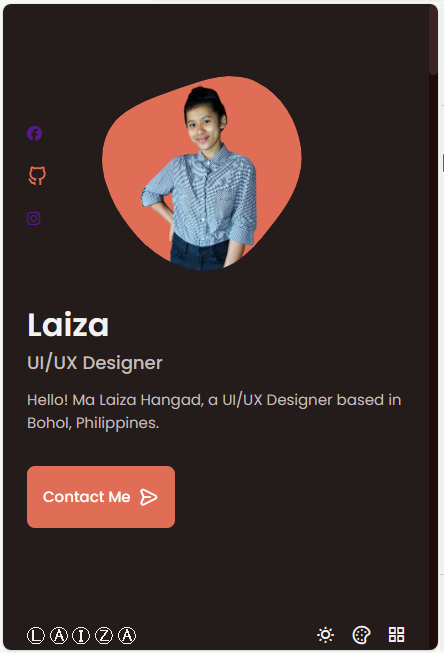 Laiza
UI/UX Designer
Hello! Ma Laiza Hangad, a UI/UX Designer based in
Bohol, Philippines.
Contact Me
ⓁⒶⒾⓏⒶ